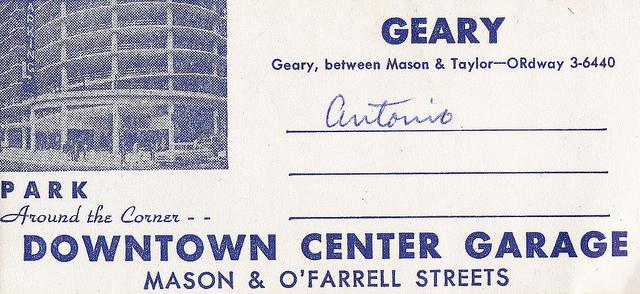 GEARY
Geary, between Mason & Taylor—ORdway 3-6440
Antonio
PARK
Around the Corner - -
DOWNTOWN CENTER GARAGE
MASON & O'FARRELL STREETS